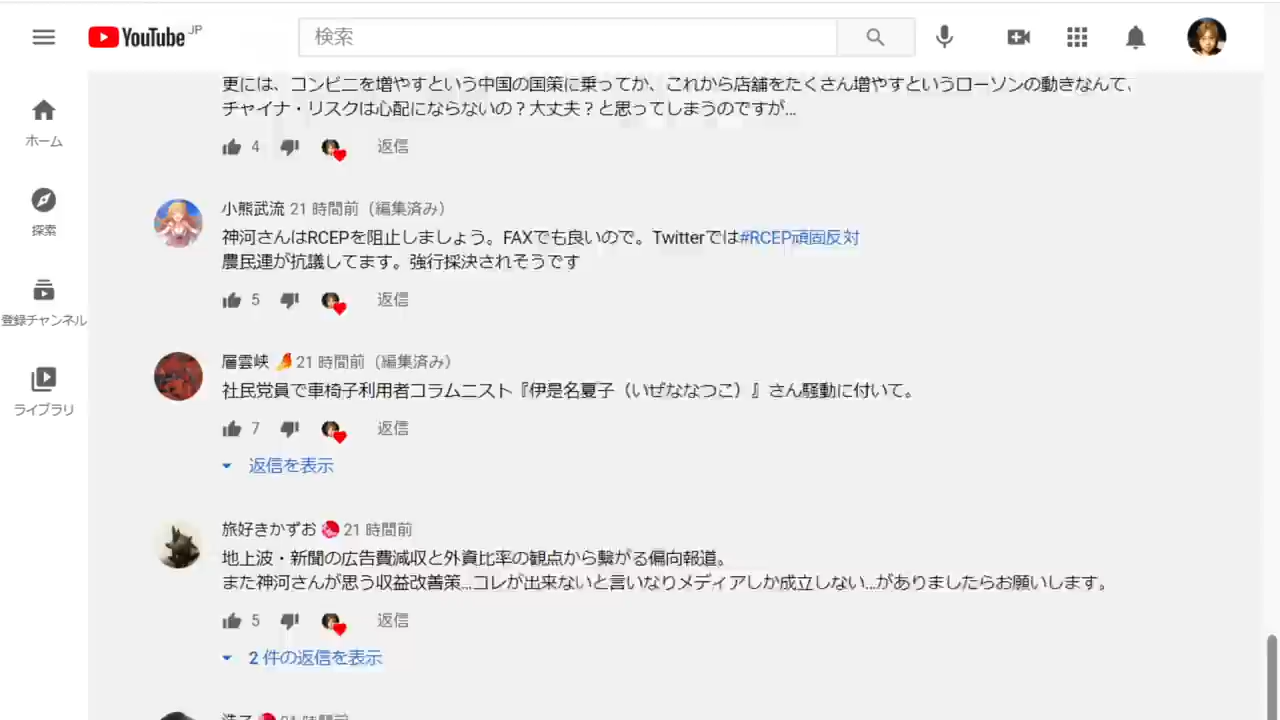 YouTube JP
検索
ホーム
探索
登録チャンネル
ライブラリ
更には、コンビニを増やすという中国の国策に乗ってか、これから店舗をたくさん増やすというローソンの動きなんて、
チャイナ・リスクは心配にならないの？大丈夫？と思ってしまうのですが...
4 返信
小熊武流 21 時間前（編集済み）
神河さんはRCEPを阻止しましょう。FAXでも良いので。Twitterでは#RCEP頑固反対
農民連が抗議してます。強行採決されそうです
5 返信
層雲峡 21 時間前（編集済み）
社民党員で車椅子利用者コラムニスト『伊是名夏子（いぜななつこ）』さん騒動に付いて。
7 返信
返信を表示
旅好きかずお 21 時間前
地上波・新聞の広告費減収と外資比率の観点から繋がる偏向報道。
また神河さんが思う収益改善策...コレが出来ないと言いなりメディアしか成立しない...がありましたらお願いします。
5 返信
2 件の返信を表示
21 時間前